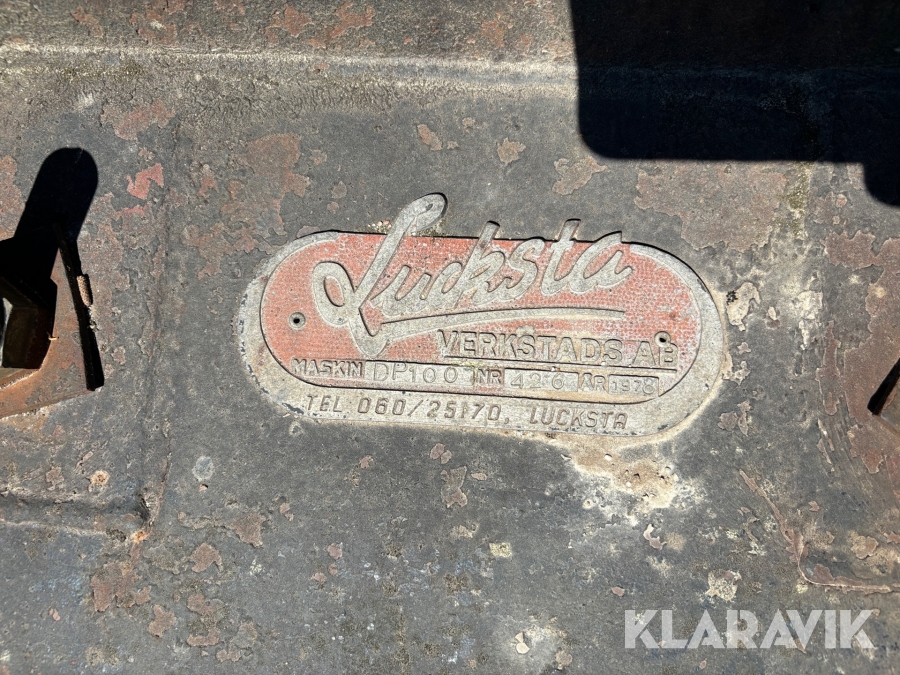 Lucksta
VERKSTADS AB
MASKIN DP100 NR 426 ÅR 1978
TEL 060/25170, LUCKSTA
KLARAVIK